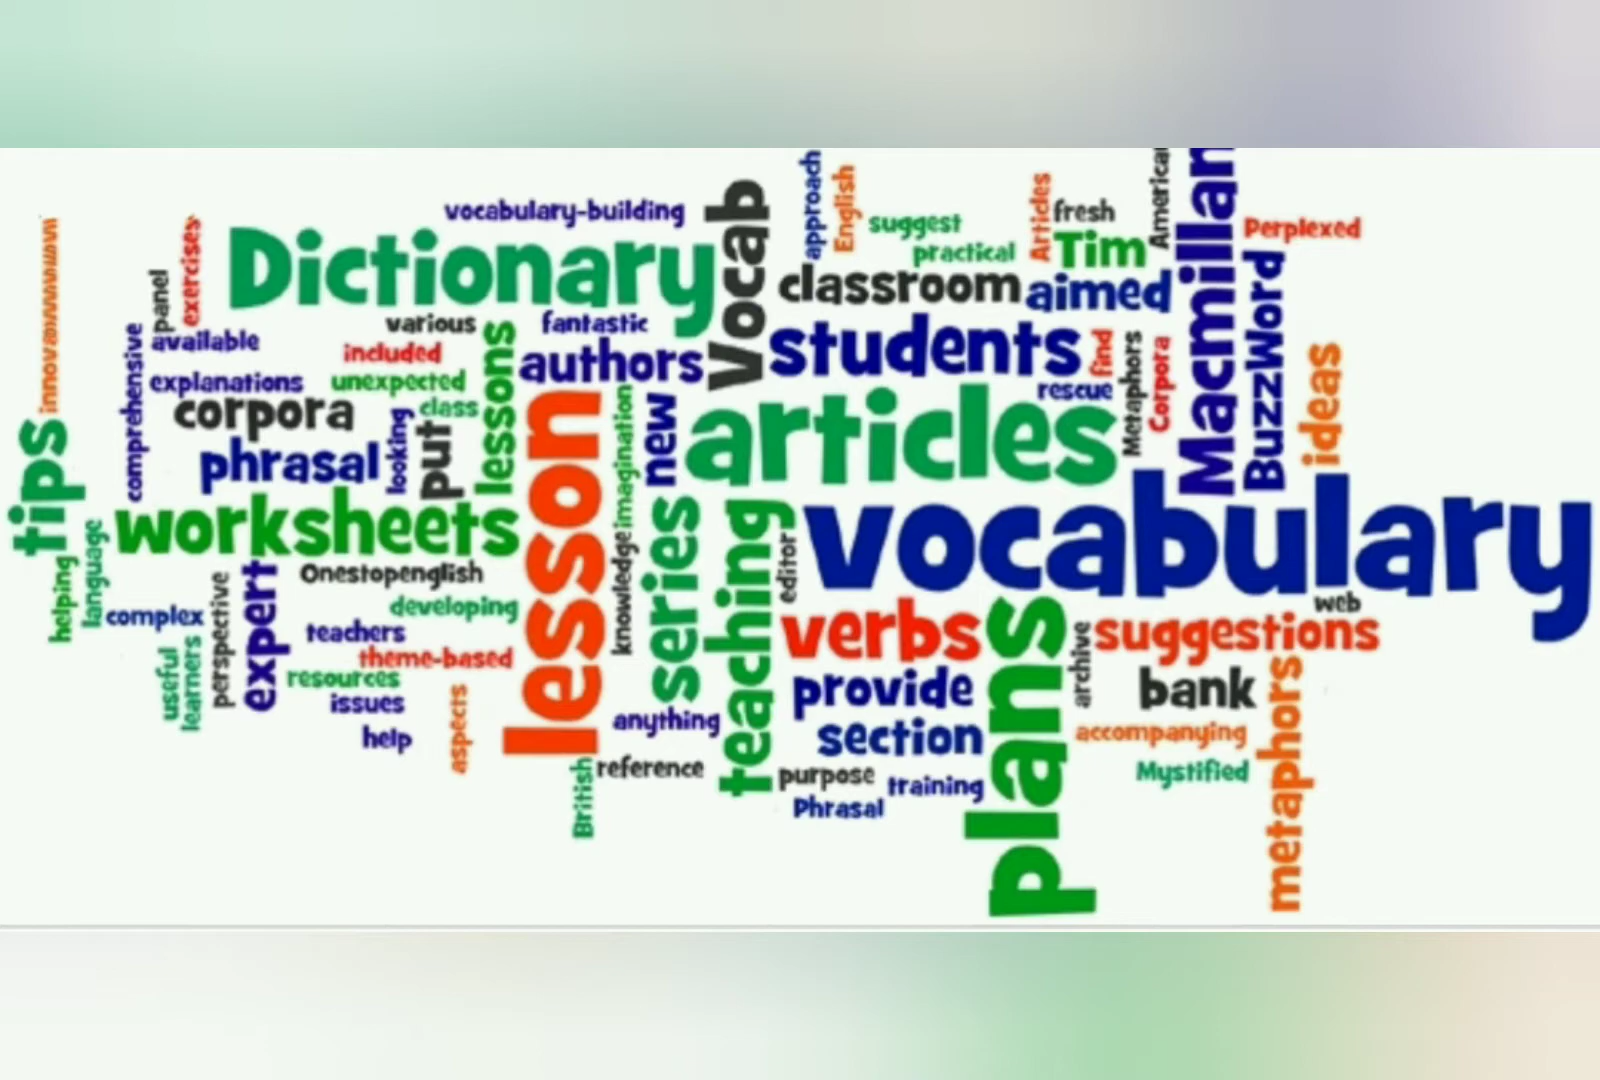 vocabulary-building
Dictionary
Vocab
approach
English
suggest
practical
Articles
fresh
Tim
Macmillan
Perplexed
exercises
panel
classroom
aimed
BuzzWord
available
various
fantastic
students
find
Metaphors
Corpora
ideas
comprehensive
included
lessons
authors
explanations
unexpected
rescue
corpora
class
looking
put
phrasal
lesson
imagination
new
articles
tips
worksheets
vocabulary
language
helping
Onestopenglish
knowledge
series
teaching
editor
complex
perspective
expert
developing
verbs
plans
web
teachers
suggestions
theme-based
useful
learners
resources
issues
provide
archive
bank
metaphors
help
aspects
anything
section
accompanying
British
reference
purpose
training
Mystified
Phrasal